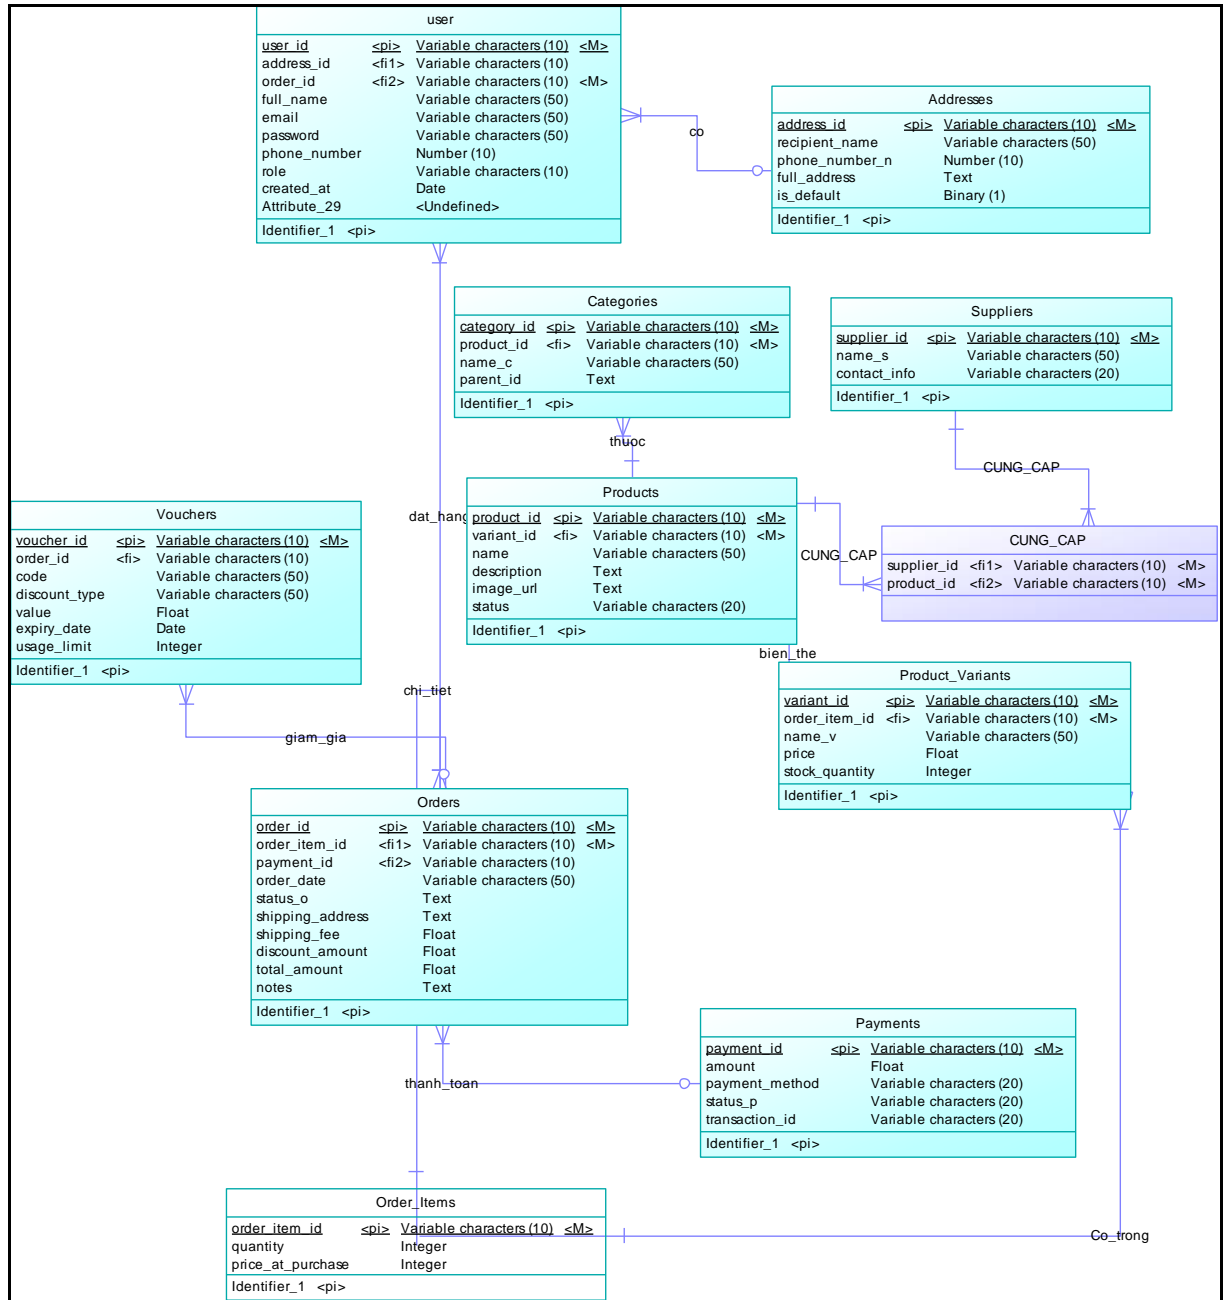 user
user_id <pi> Variable characters (10) <M>
address_id <fi1> Variable characters (10)
order_id <fi2> Variable characters (10) <M>
full_name Variable characters (50)
email Variable characters (50)
password Variable characters (50)
phone_number Number (10)
role Variable characters (10)
created_at Date
Attribute_29 <Undefined>
Identifier_1 <pi>
co
Addresses
address_id <pi> Variable characters (10) <M>
recipient_name Variable characters (50)
phone_number_n Number (10)
full_address Text
is_default Binary (1)
Identifier_1 <pi>
Categories
category_id <pi> Variable characters (10) <M>
product_id <fi> Variable characters (10) <M>
name_c Variable characters (50)
parent_id Text
Identifier_1 <pi>
Suppliers
supplier_id <pi> Variable characters (10) <M>
name_s Variable characters (50)
contact_info Variable characters (20)
Identifier_1 <pi>
thuoc
CUNG_CAP
Vouchers
voucher_id <pi> Variable characters (10) <M>
order_id <fi> Variable characters (10)
code Variable characters (50)
discount_type Variable characters (50)
value Float
expiry_date Date
usage_limit Integer
Identifier_1 <pi>
dat_hang
Products
product_id <pi> Variable characters (10) <M>
variant_id <fi> Variable characters (10) <M>
name Variable characters (50)
description Text
image_url Text
status Variable characters (20)
Identifier_1 <pi>
CUNG_CAP
CUNG_CAP
supplier_id <fi1> Variable characters (10) <M>
product_id <fi2> Variable characters (10) <M>
bien_the
Product_Variants
variant_id <pi> Variable characters (10) <M>
order_item_id <fi> Variable characters (10) <M>
name_v Variable characters (50)
price Float
stock_quantity Integer
Identifier_1 <pi>
chi_tiet
giam_gia
Orders
order_id <pi> Variable characters (10) <M>
order_item_id <fi1> Variable characters (10) <M>
payment_id <fi2> Variable characters (10)
order_date Variable characters (50)
status_o Text
shipping_address Text
shipping_fee Float
discount_amount Float
total_amount Float
notes Text
Identifier_1 <pi>
thanh_toan
Payments
payment_id <pi> Variable characters (10) <M>
amount Float
payment_method Variable characters (20)
status_p Variable characters (20)
transaction_id Variable characters (20)
Identifier_1 <pi>
Order_Items
order_item_id <pi> Variable characters (10) <M>
quantity Integer
price_at_purchase Integer
Identifier_1 <pi>
Co_trong